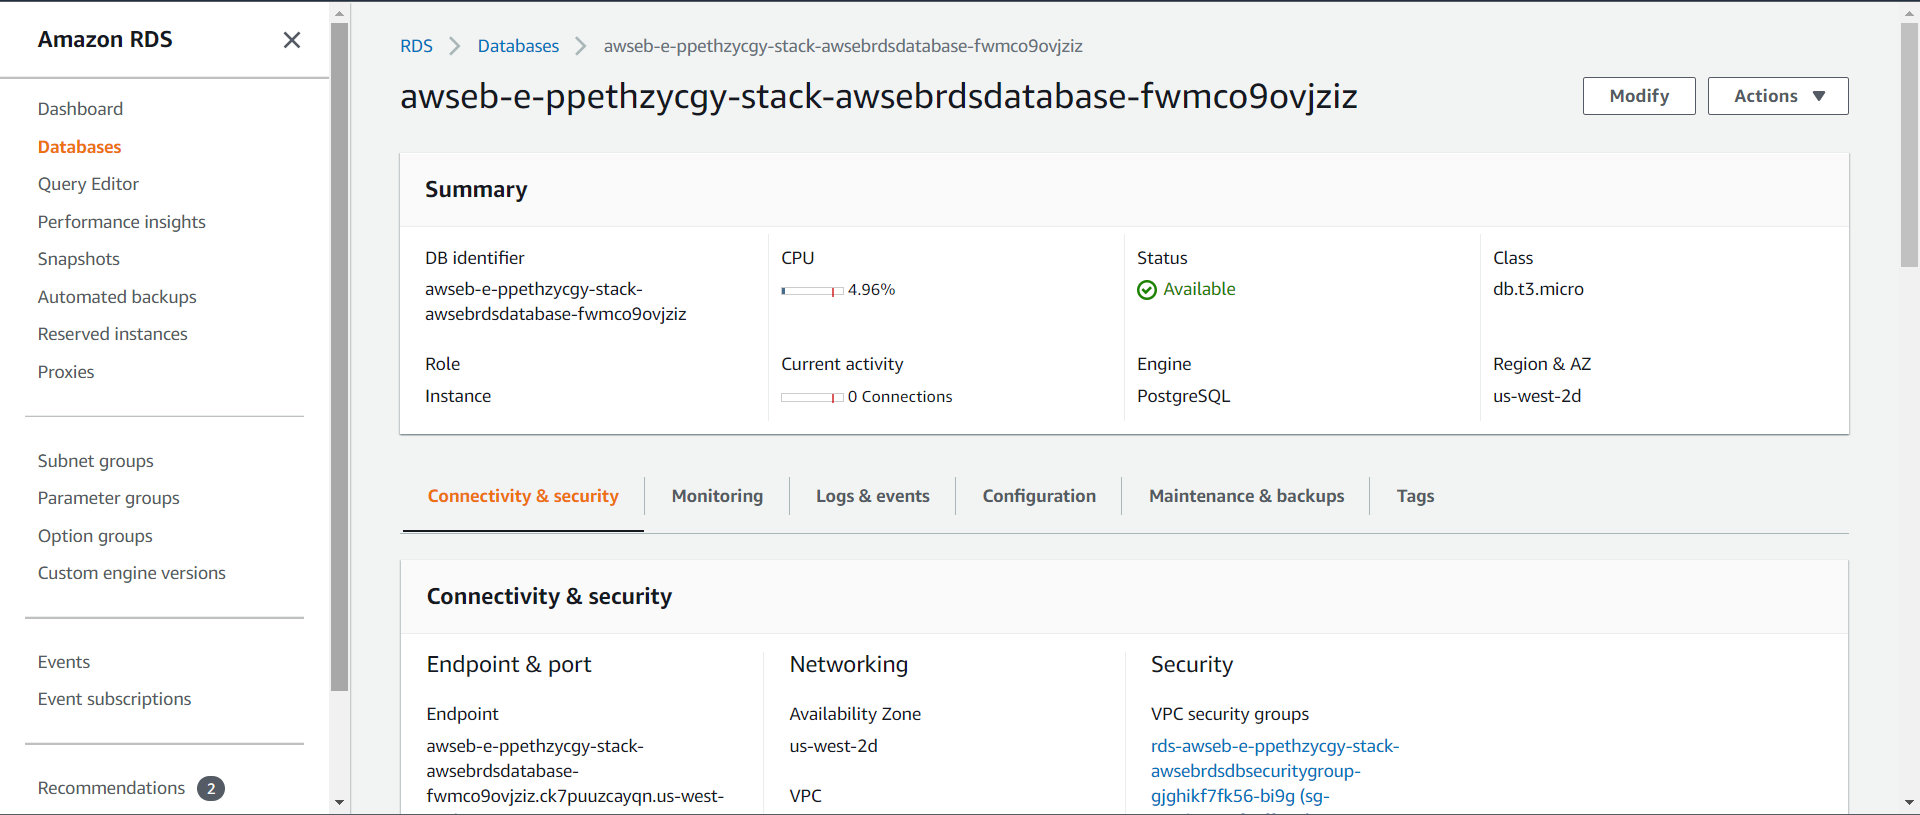 Amazon RDS
Dashboard
Databases
Query Editor
Performance insights
Snapshots
Automated backups
Reserved instances
Proxies
Subnet groups
Parameter groups
Option groups
Custom engine versions
Events
Event subscriptions
Recommendations 2
RDS Databases awseb-e-ppethzycgy-stack-awsebrdsdatabase-fwmco9ovjziz
awseb-e-ppethzycgy-stack-awsebrdsdatabase-fwmco9ovjziz
Modify
Actions
Summary
DB identifier
awseb-e-ppethzycgy-stack-
awsebrdsdatabase-fwmco9ovjziz
CPU
4.96%
Status
Available
Class
db.t3.micro
Role
Instance
Current activity
0 Connections
Engine
PostgreSQL
Region & AZ
us-west-2d
Connectivity & security
Monitoring
Logs & events
Configuration
Maintenance & backups
Tags
Connectivity & security
Endpoint & port
Endpoint
awseb-e-ppethzycgy-stack-
awsebrdsdatabase-
fwmco9ovjziz.ck7puuzcayqn.us-west-
Networking
Availability Zone
us-west-2d
VPC
Security
VPC security groups
rds-awseb-e-ppethzycgy-stack-
awsebrdsdbsecuritygroup-
gjghikf7fk56-bi9g (sg-